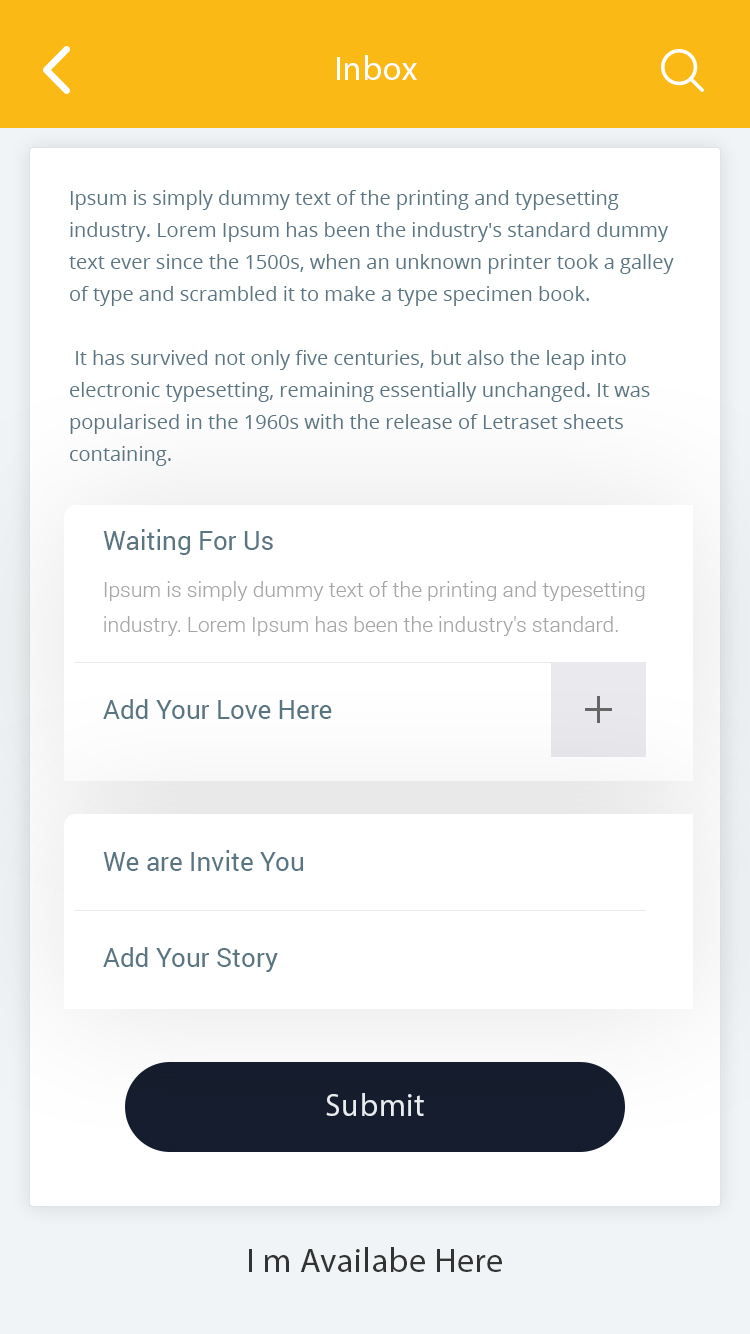 Inbox
Ipsum is simply dummy text of the printing and typesetting
industry. Lorem Ipsum has been the industry's standard dummy
text ever since the 1500s, when an unknown printer took a galley
of type and scrambled it to make a type specimen book.
It has survived not only five centuries, but also the leap into
electronic typesetting, remaining essentially unchanged. It was
popularised in the 1960s with the release of Letraset sheets
containing.
Waiting For Us
Ipsum is simply dummy text of the printing and typesetting
industry. Lorem Ipsum has been the industry's standard.
Add Your Love Here
We are Invite You
Add Your Story
Submit
I m Availabe Here